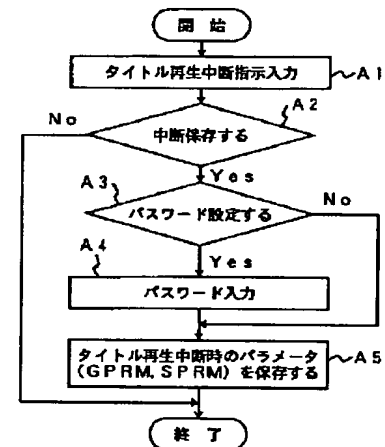 開始
タイトル再生中断指示入力
A1
A2
No
中断保存する
Yes
A3
No
パスワード設定する
A4
Yes
パスワード入力
タイトル再生中断時のパラメータ
(GPRM, SPRM) を保存する
A5
終了